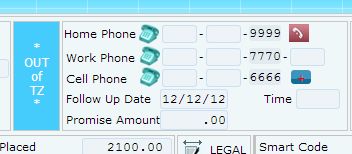 *
OUT
of
TZ
*
Home Phone - -9999
Work Phone - -7770-
Cell Phone - -6666
Follow Up Date 12/12/12 Time
Promise Amount .00
Placed 2100.00 LEGAL Smart Code